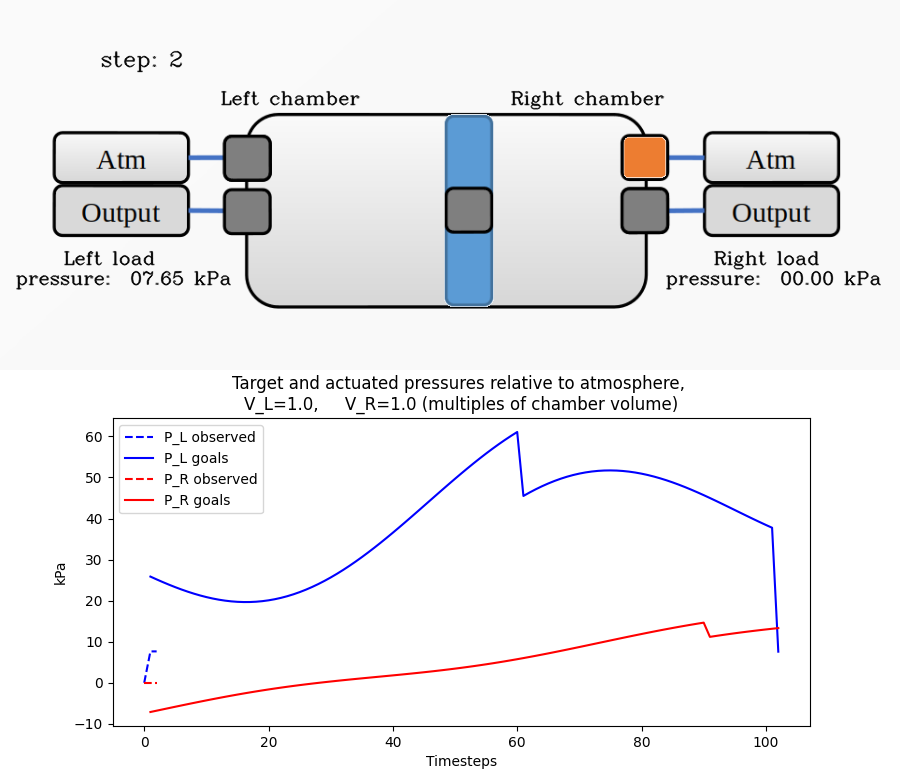 step: 2
Left chamber
Right chamber
Atm
Atm
Output
Output
Left load
pressure: 07.65 kPa
Right load
pressure: 00.00 kPa
Target and actuated pressures relative to atmosphere,
V_L=1.0, V_R=1.0 (multiples of chamber volume)
P_L observed
P_L goals
P_R observed
P_R goals
60
50
40
30
20
10
0
−10
kPa
0 20 40 60 80 100
Timesteps